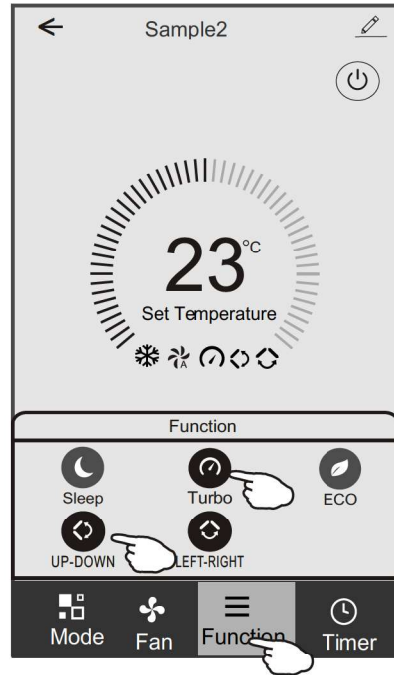 Sample2
23°C
Set Temperature
A
Function
Sleep
Turbo
ECO
UP-DOWN
LEFT-RIGHT
Mode
Fan
Function
Timer